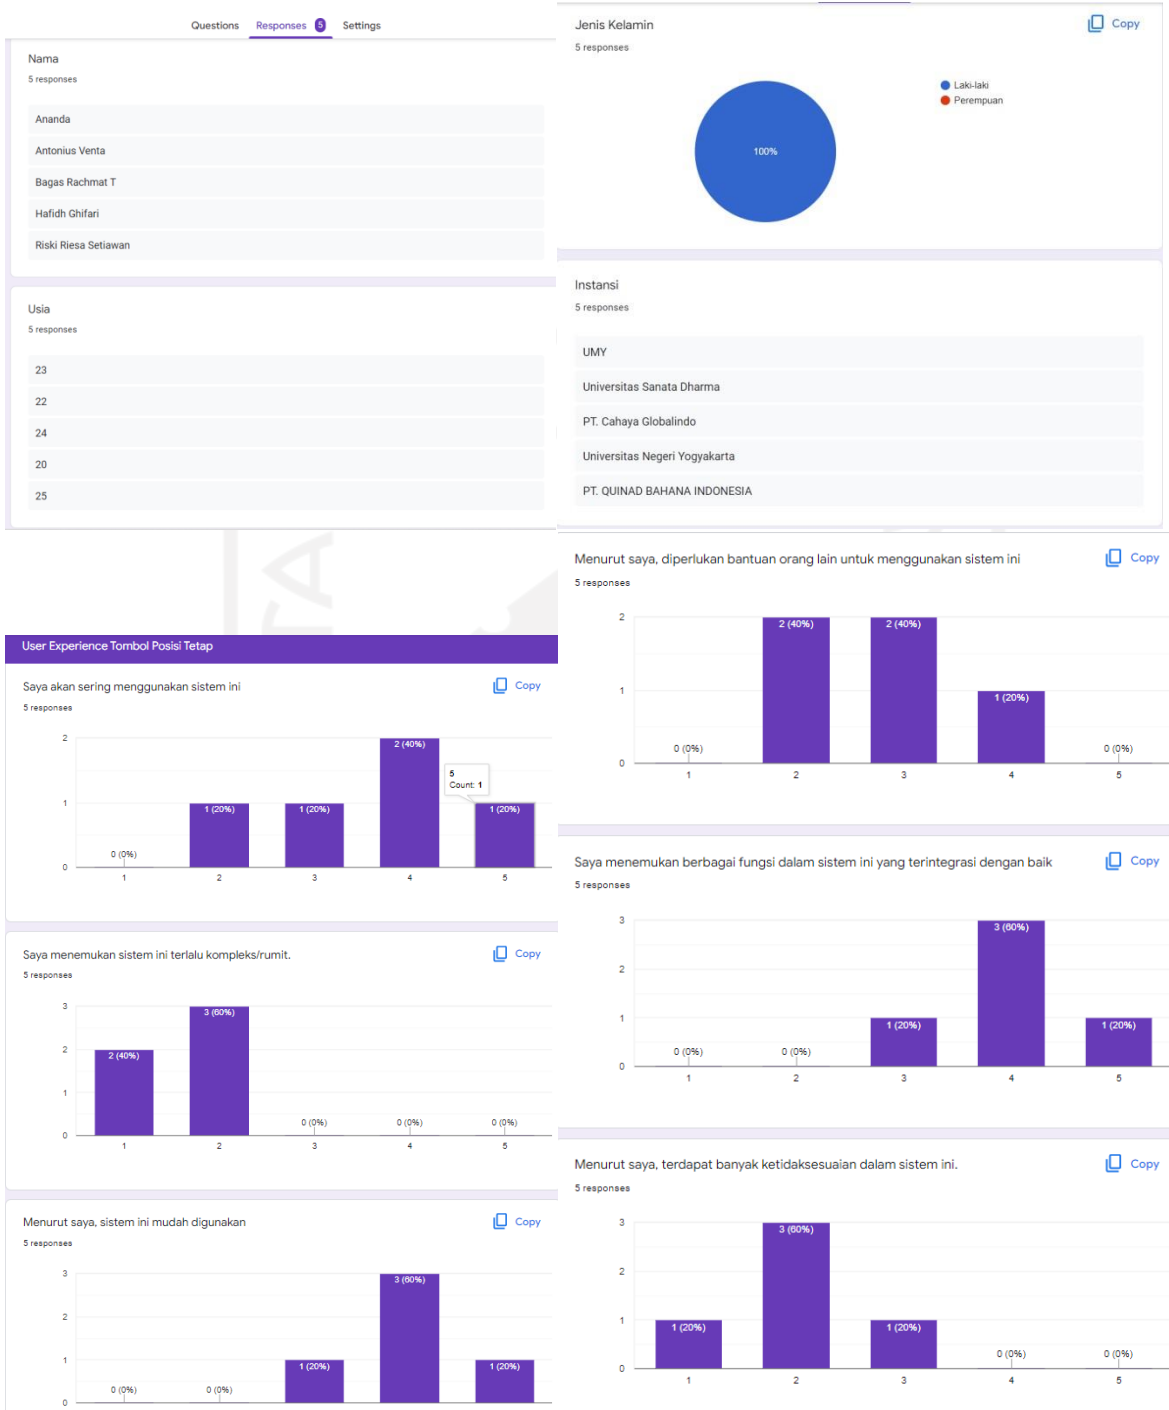 Questions Responses 5 Settings
Nama
5 responses
Ananda
Antonius Venta
Bagas Rachmat T
Hafidh Ghifari
Riski Riesa Setiawan
Usia
5 responses
23
22
24
20
25
Jenis Kelamin
Copy
5 responses
Laki-laki
Perempuan
100%
Instansi
5 responses
UMY
Universitas Sanata Dharma
PT. Cahaya Globalindo
Universitas Negeri Yogyakarta
PT. QUINAD BAHANA INDONESIA
User Experience Tombol Posisi Tetap
Saya akan sering menggunakan sistem ini
Copy
5 responses
2
1
0
0 (0%)
1 (20%)
1 (20%)
2 (40%)
1 (20%)
5
Count: 1
1 2 3 4 5
Saya menemukan sistem ini terlalu kompleks/rumit.
Copy
5 responses
3
2
1
0
2 (40%)
3 (60%)
0 (0%)
0 (0%)
0 (0%)
1 2 3 4 5
Menurut saya, sistem ini mudah digunakan
Copy
5 responses
3
2
1
0
0 (0%)
0 (0%)
1 (20%)
3 (60%)
1 (20%)
Menurut saya, diperlukan bantuan orang lain untuk menggunakan sistem ini
Copy
5 responses
2
1
0
0 (0%)
2 (40%)
2 (40%)
1 (20%)
0 (0%)
1 2 3 4 5
Saya menemukan berbagai fungsi dalam sistem ini yang terintegrasi dengan baik
Copy
5 responses
3
2
1
0
0 (0%)
0 (0%)
1 (20%)
3 (60%)
1 (20%)
1 2 3 4 5
Menurut saya, terdapat banyak ketidaksesuaian dalam sistem ini.
Copy
5 responses
3
2
1
0
1 (20%)
3 (60%)
1 (20%)
0 (0%)
0 (0%)
1 2 3 4 5